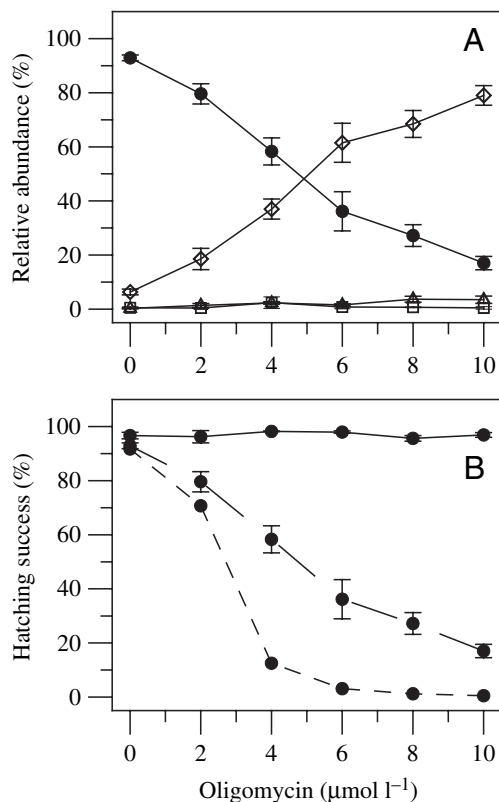 A
Relative abundance (%)
100
80
60
40
20
0
0 2 4 6 8 10
B
Hatching success (%)
100
80
60
40
20
0
0 2 4 6 8 10
Oligomycin (μmol l⁻¹)